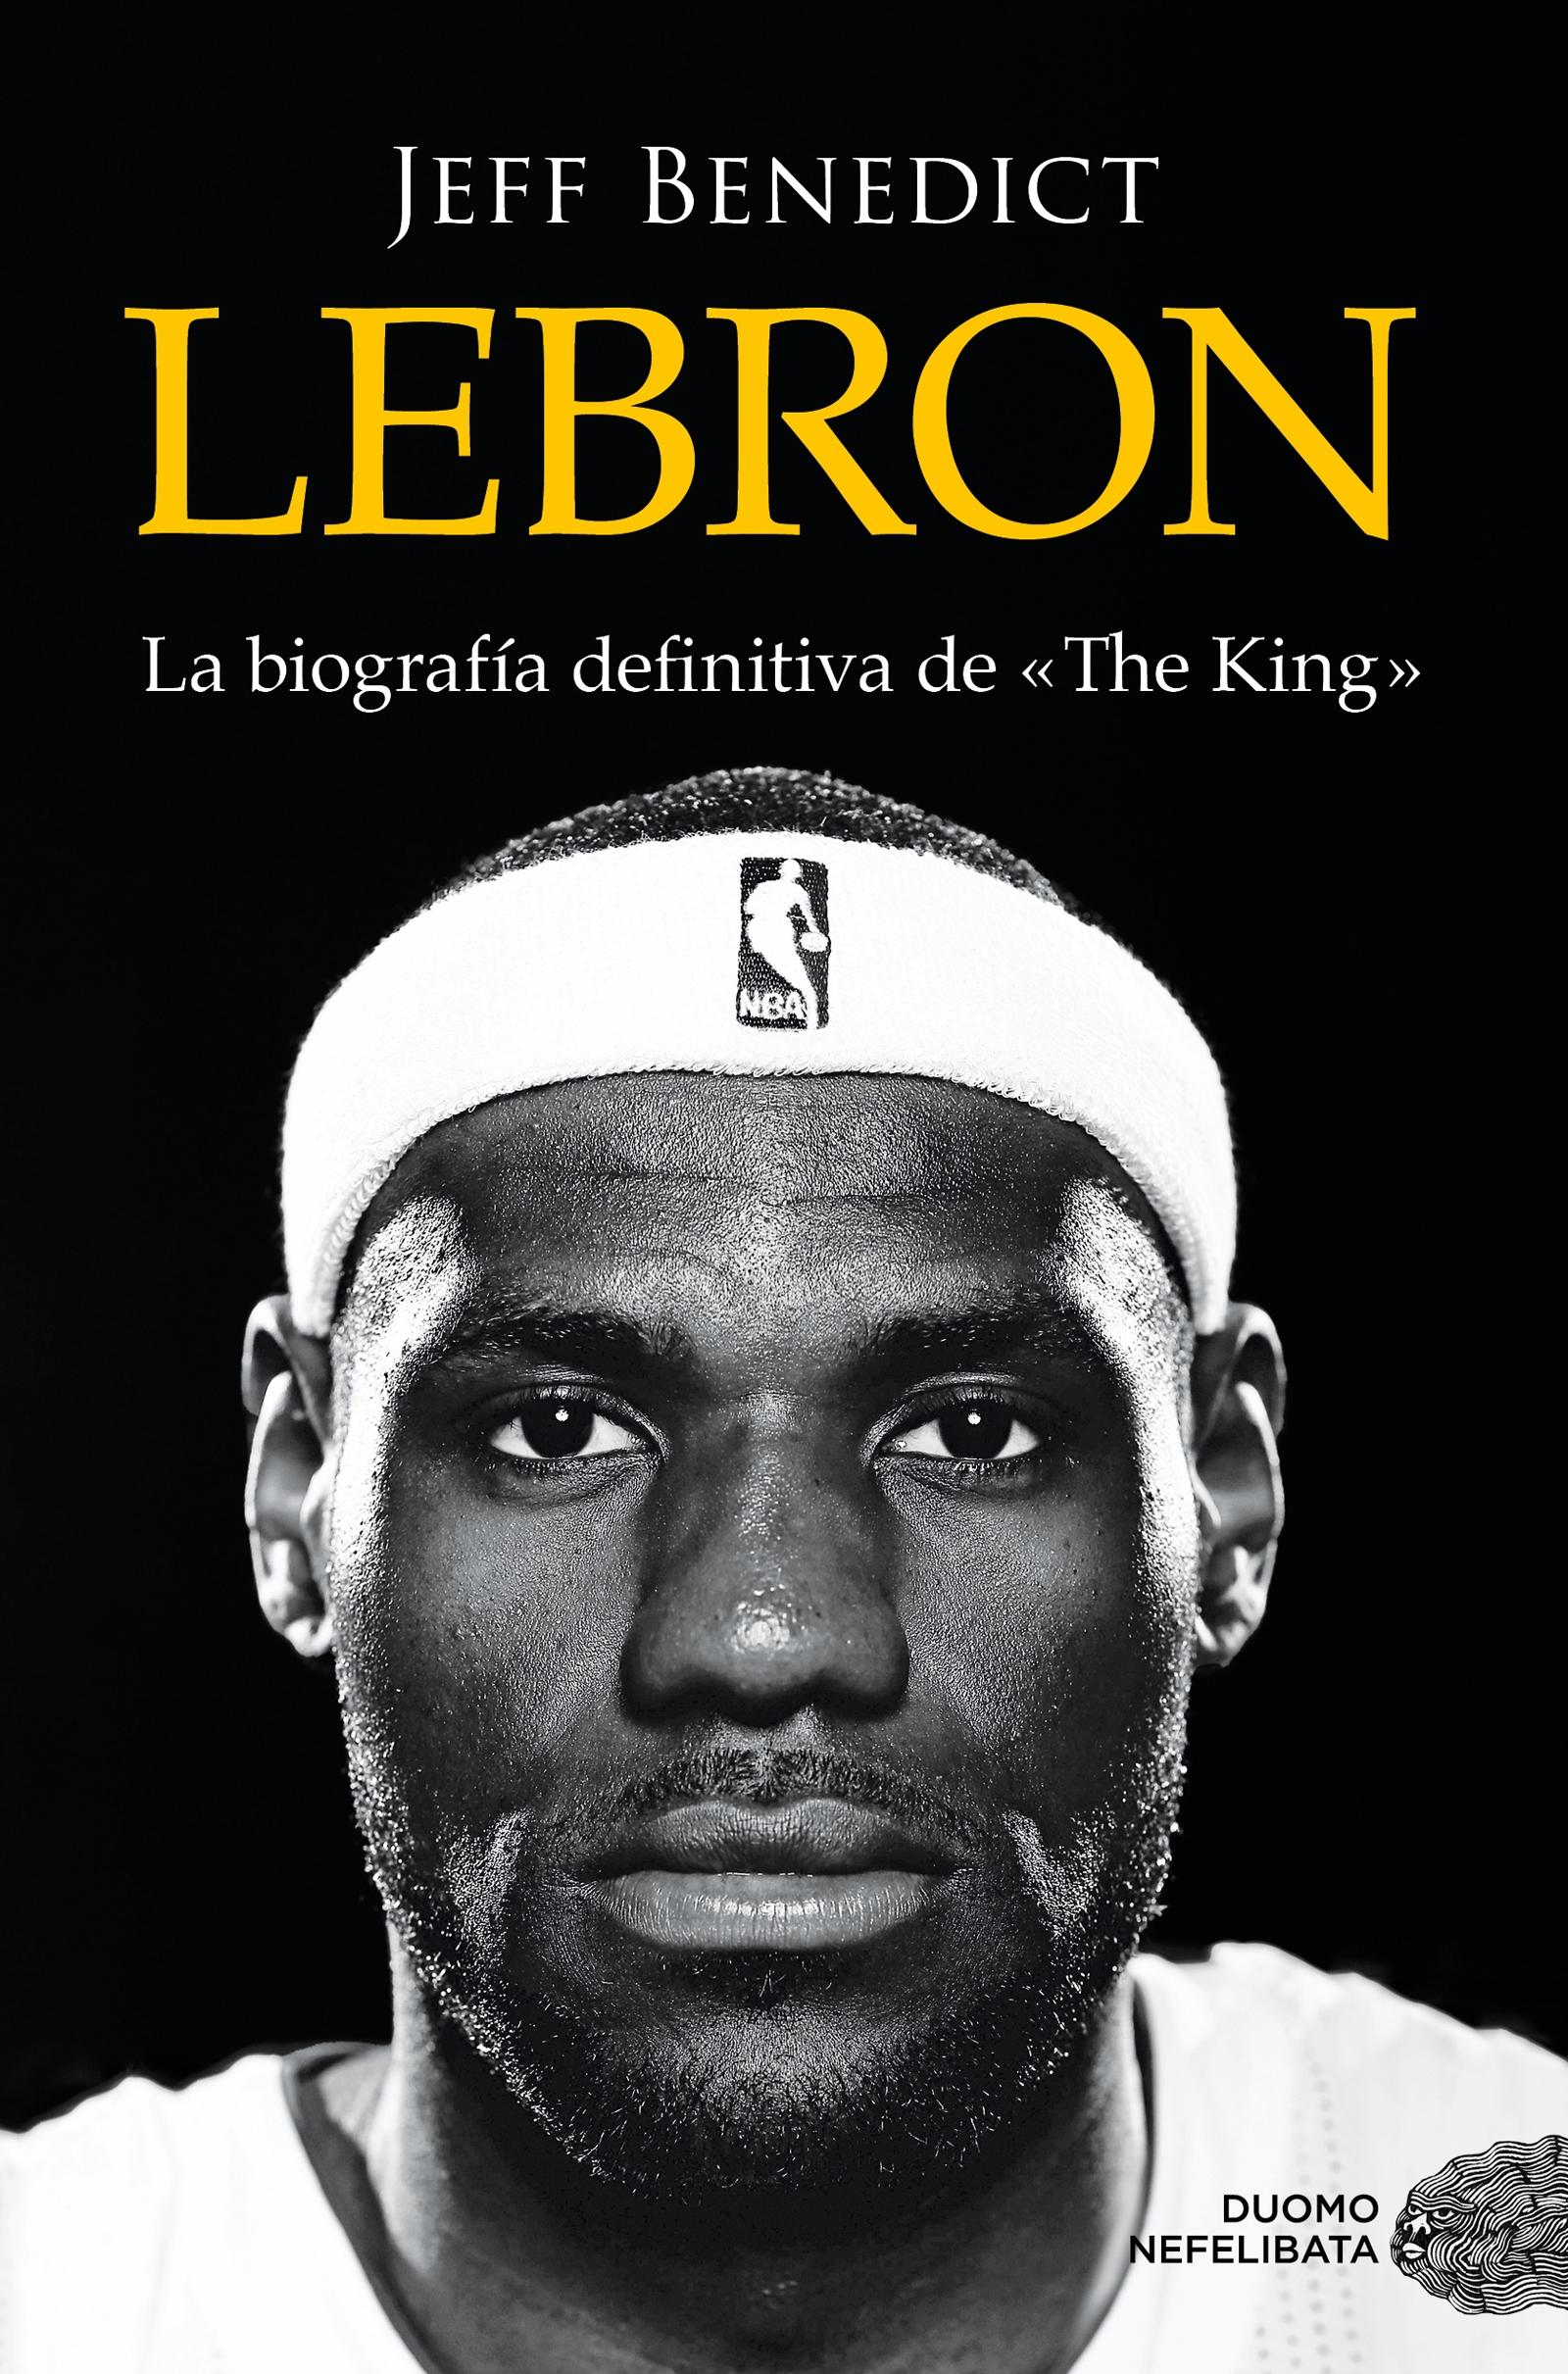 JEFF BENEDICT
LEBRON
La biografía definitiva de «The King»
NBA
DUOMO
NEFELIBATA